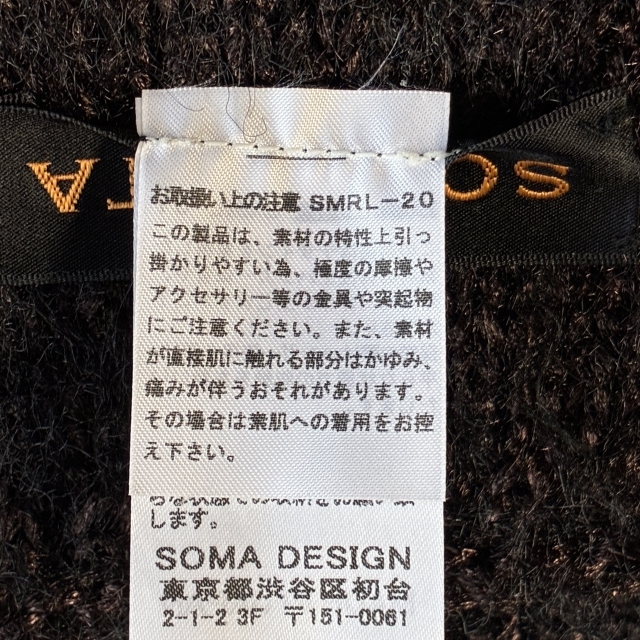 お取扱い上の注意 SMRL-20
この製品は、素材の特性上引っ
掛かりやすい為、極度の摩擦や
アクセサリー等の金具や突起物
にご注意ください。また、素材
が直接肌に触れる部分はかゆみ、
痛みが伴うおそれがあります。
その場合は素肌への着用をお控
え下さい。
します。
SOMA DESIGN
東京都渋谷区初台
2-1-2 3F 〒151-0061
SO
TA